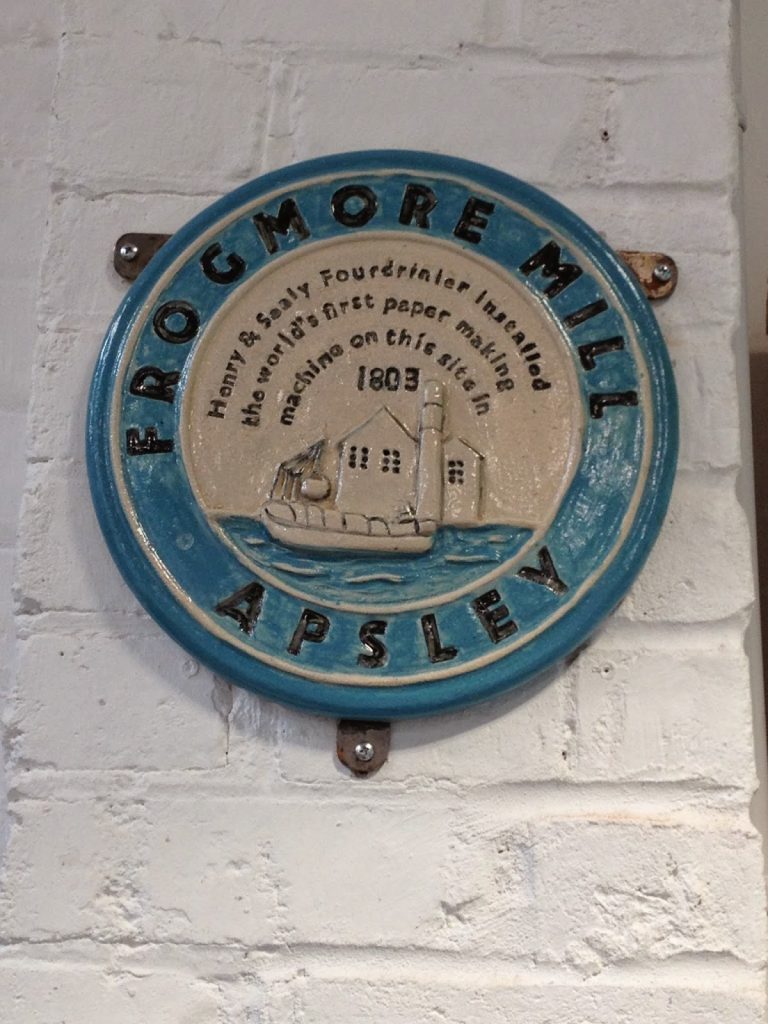 FROGMORE MILL
Henry & Sealy Fourdrinier Installed
the world's first paper making
machine on this site in
1803
APSLEY